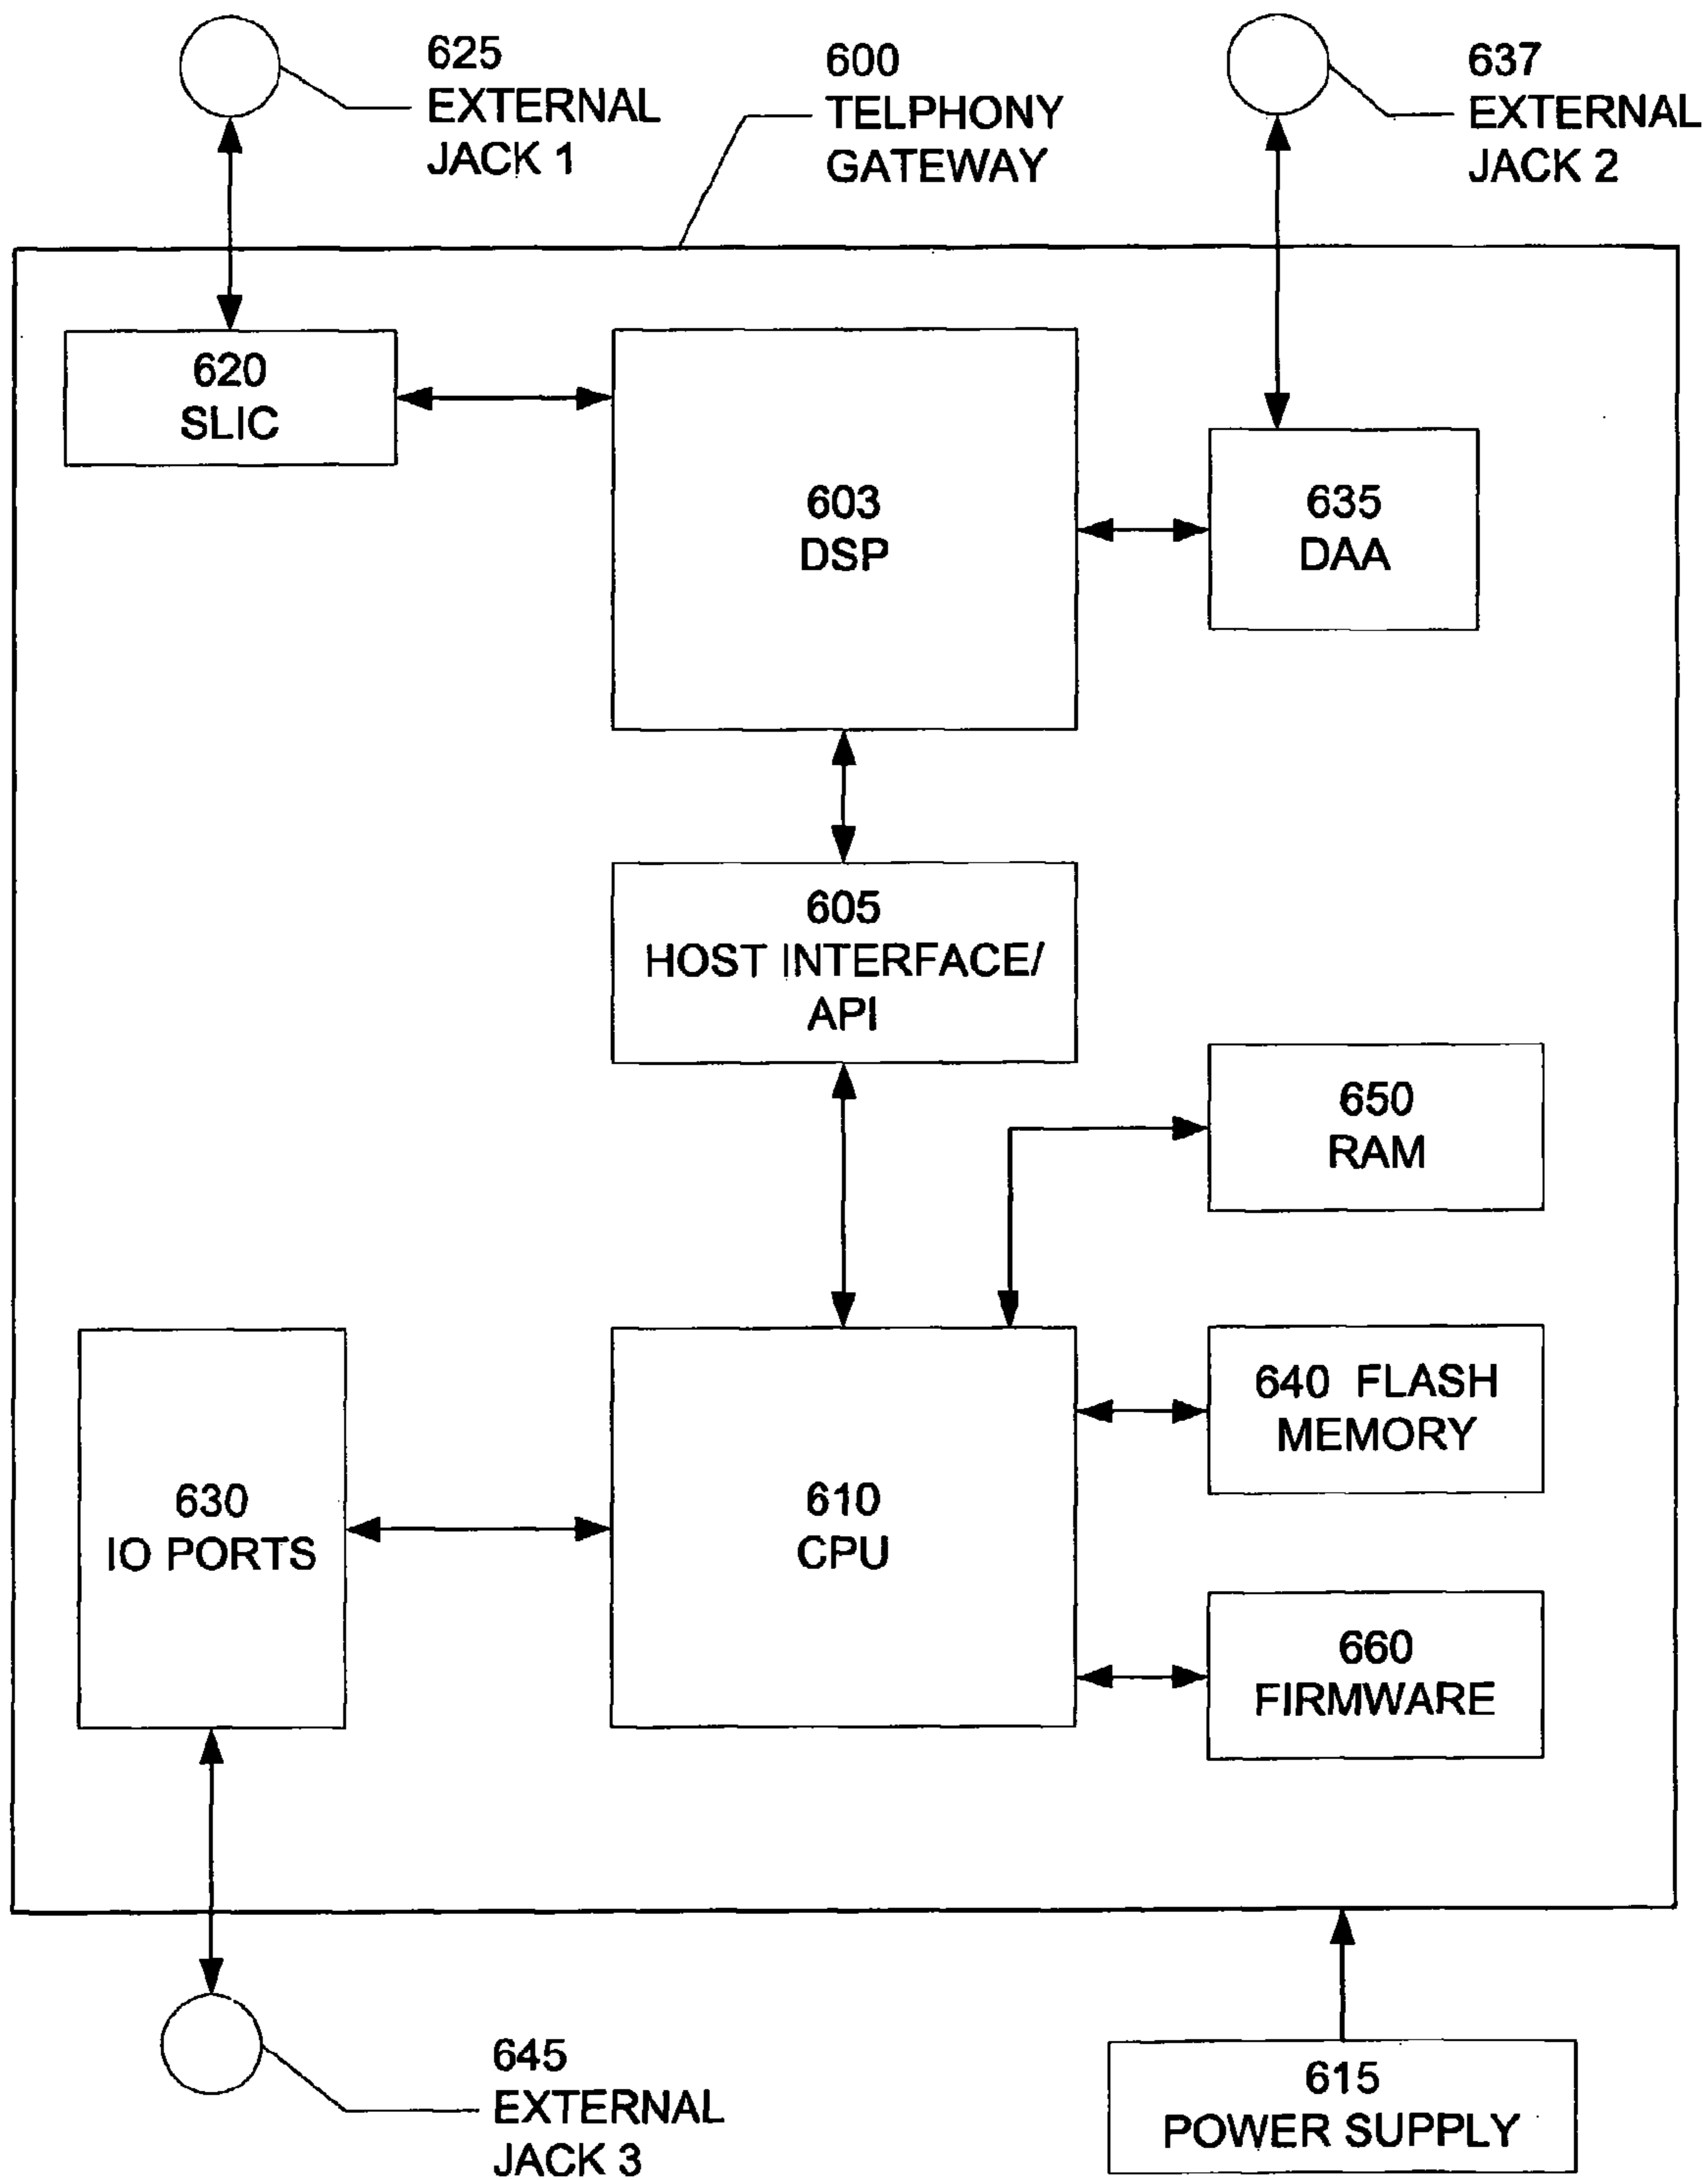 625
EXTERNAL
JACK 1
600
TELPHONY
GATEWAY
637
EXTERNAL
JACK 2
620
SLIC
603
DSP
635
DAA
605
HOST INTERFACE/
API
650
RAM
640 FLASH
MEMORY
630
IO PORTS
610
CPU
660
FIRMWARE
645
EXTERNAL
JACK 3
615
POWER SUPPLY